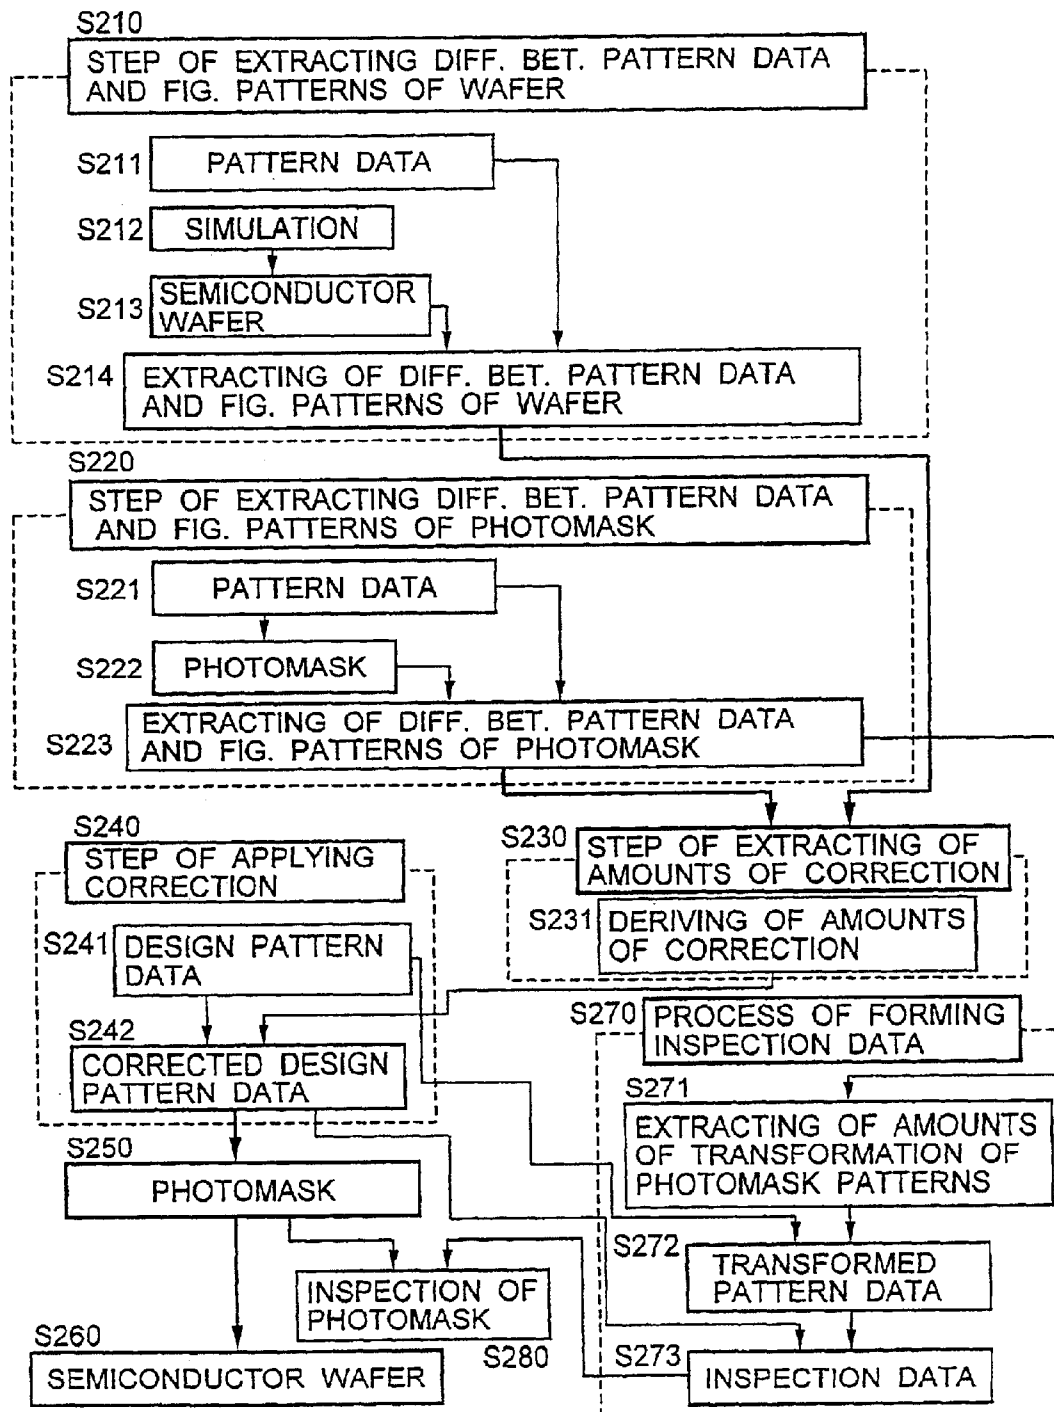 S210
STEP OF EXTRACTING DIFF. BET. PATTERN DATA
AND FIG. PATTERNS OF WAFER
S211
PATTERN DATA
S212
SIMULATION
S213
SEMICONDUCTOR
WAFER
S214
EXTRACTING OF DIFF. BET. PATTERN DATA
AND FIG. PATTERNS OF WAFER
S220
STEP OF EXTRACTING DIFF. BET. PATTERN DATA
AND FIG. PATTERNS OF PHOTOMASK
S221
PATTERN DATA
S222
PHOTOMASK
S223
EXTRACTING OF DIFF. BET. PATTERN DATA
AND FIG. PATTERNS OF PHOTOMASK
S240
STEP OF APPLYING
CORRECTION
S230
STEP OF EXTRACTING OF
AMOUNTS OF CORRECTION
S231
DERIVING OF AMOUNTS
OF CORRECTION
S241
DESIGN PATTERN
DATA
S242
CORRECTED DESIGN
PATTERN DATA
S270
PROCESS OF FORMING
INSPECTION DATA
S271
EXTRACTING OF AMOUNTS
OF TRANSFORMATION OF
PHOTOMASK PATTERNS
S250
PHOTOMASK
S272
TRANSFORMED
PATTERN DATA
INSPECTION OF
PHOTOMASK
S280
S260
SEMICONDUCTOR WAFER
S273
INSPECTION DATA